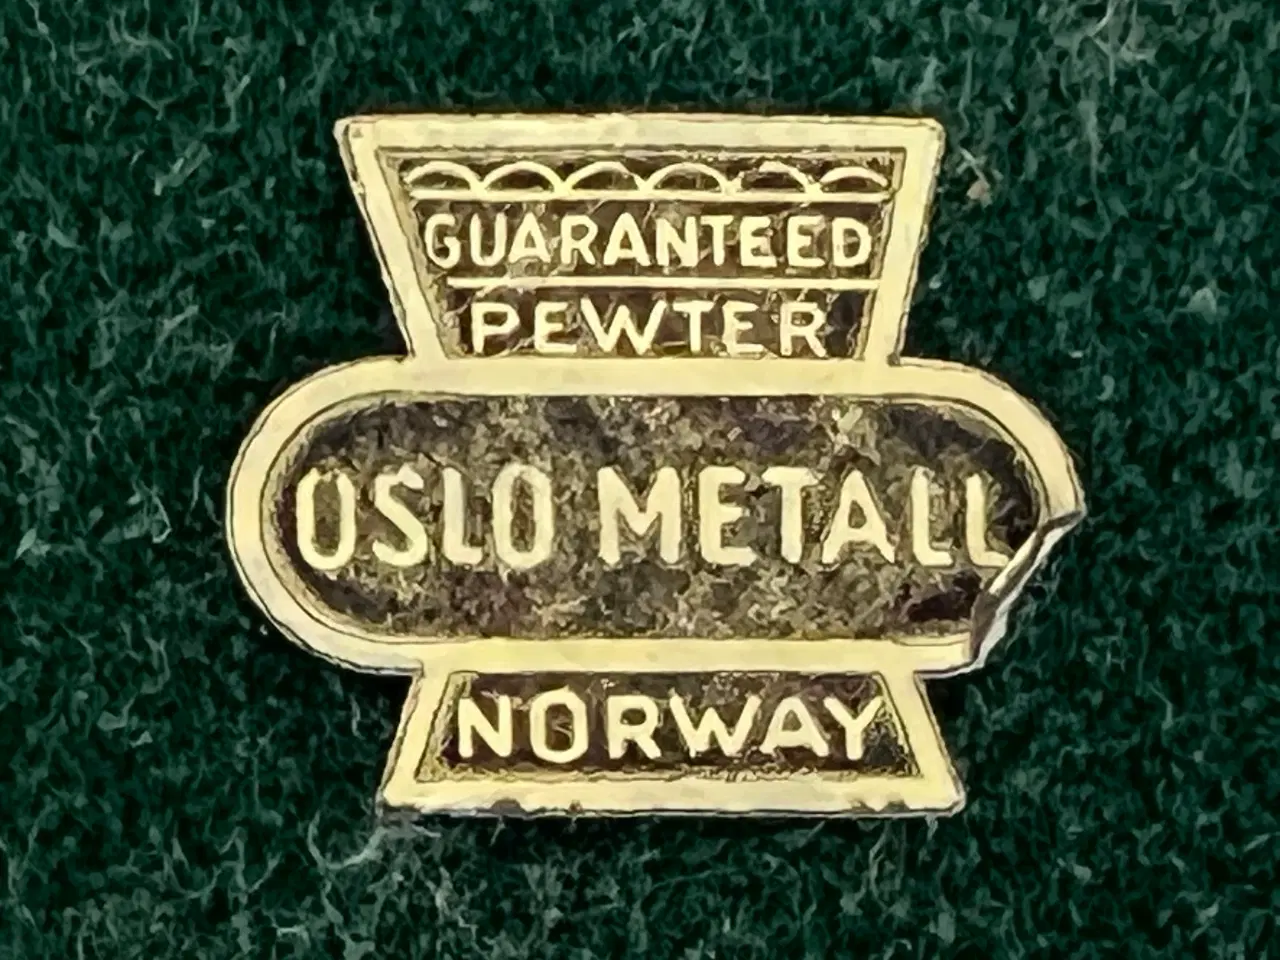 GUARANTEED
PEWTER
OSLO METALL
NORWAY